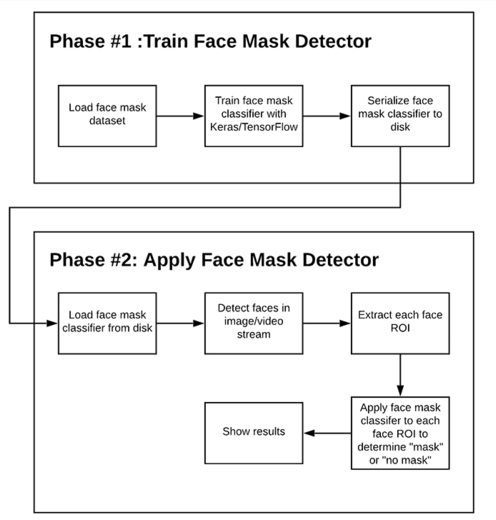 Phase #1 :Train Face Mask Detector
Load face mask
dataset
Train face mask
classifier with
Keras/TensorFlow
Serialize face
mask classifier to
disk
Phase #2: Apply Face Mask Detector
Load face mask
classifier from disk
Detect faces in
image/video
stream
Extract each face
ROI
Apply face mask
classifer to each
face ROI to
determine "mask"
or "no mask"
Show results